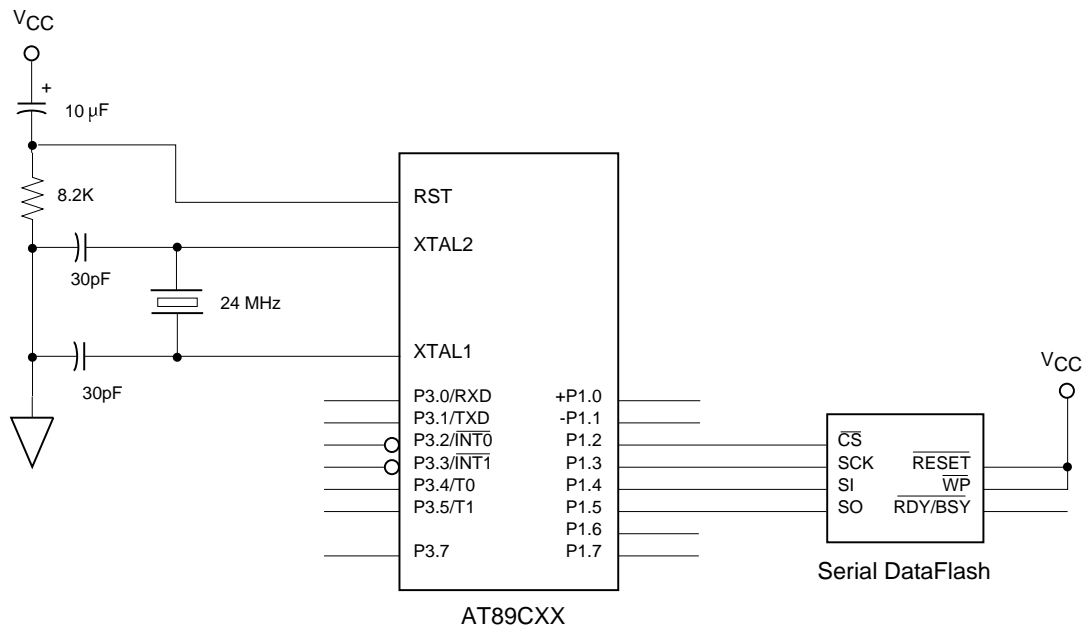 VCC
+
10 µF
8.2K
30pF
24 MHz
30pF
RST
XTAL2
XTAL1
P3.0/RXD
P3.1/TXD
P3.2/INT0
P3.3/INT1
P3.4/T0
P3.5/T1
P3.7
+P1.0
-P1.1
P1.2
P1.3
P1.4
P1.5
P1.6
P1.7
AT89CXX
VCC
CS
SCK
SI
SO
RESET
WP
RDY/BSY
Serial DataFlash